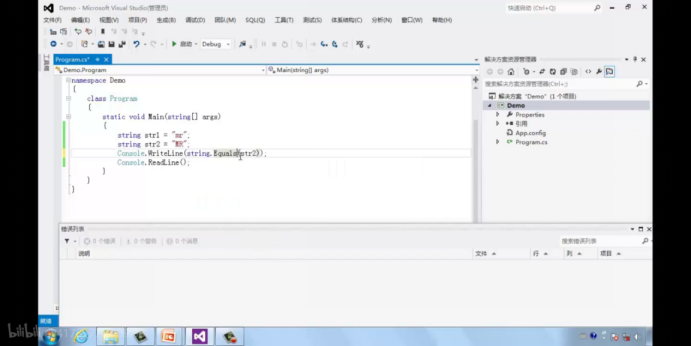 Demo - Microsoft Visual Studio(管理员)
快速启动 (Ctrl+Q)
文件(F) 编辑(E) 视图(V) 项目(P) 生成(B) 调试(D) 团队(M) SQL(Q) 工具(T) 测试(S) 体系结构(C) 分析(N) 窗口(W) 帮助(H)
启动 Debug
Program.cs*
Demo.Program
Main(string[] args)
namespace Demo
{
class Program
{
static void Main(string[] args)
{
string str1 = "mr";
string str2 = "MR";
Console.WriteLine(string.Equals(str2));
Console.ReadLine();
}
}
}
解决方案资源管理器
搜索解决方案资源管理器(Ctrl+;)
解决方案 "Demo" (1 个项目)
Demo
Properties
引用
App.config
Program.cs
错误列表
0 个错误 0 个警告 0 个消息
搜索错误列表
说明 文件 行 列 项目
就绪
bilibili